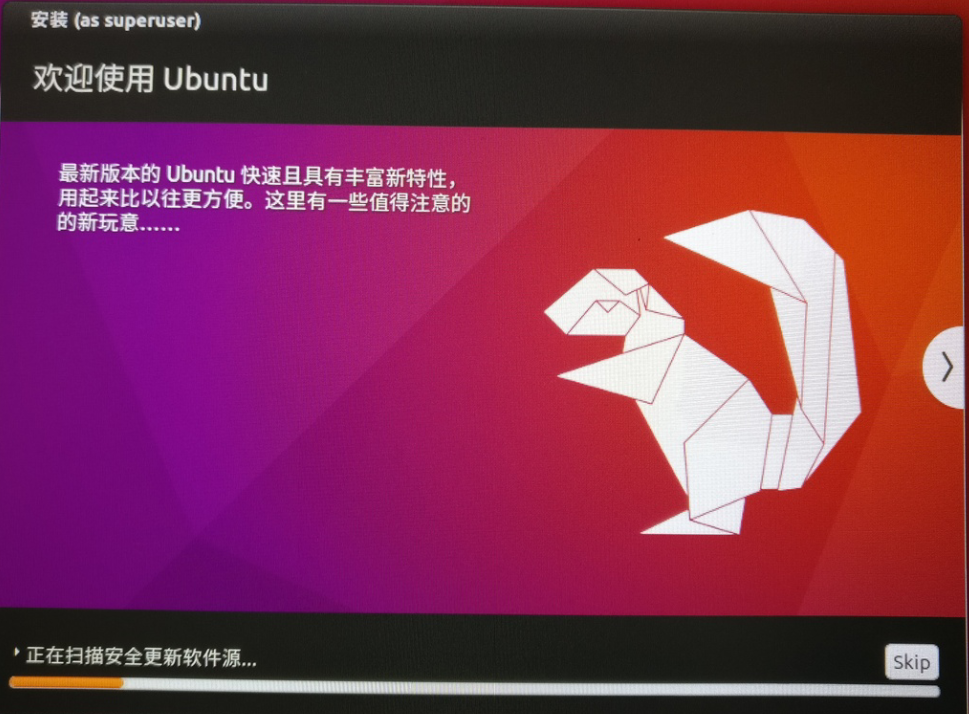 安装 (as superuser)
欢迎使用 Ubuntu
最新版本的 Ubuntu 快速且具有丰富新特性，
用起来比以往更方便。这里有一些值得注意的
的新玩意……
正在扫描安全更新软件源...
Skip